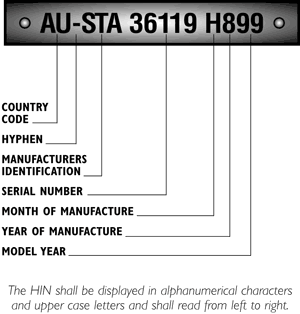 AU-STA 36119 H899
COUNTRY
CODE
HYPHEN
MANUFACTURERS
IDENTIFICATION
SERIAL NUMBER
MONTH OF MANUFACTURE
YEAR OF MANUFACTURE
MODEL YEAR
The HIN shall be displayed in alphanumerical characters
and upper case letters and shall read from left to right.